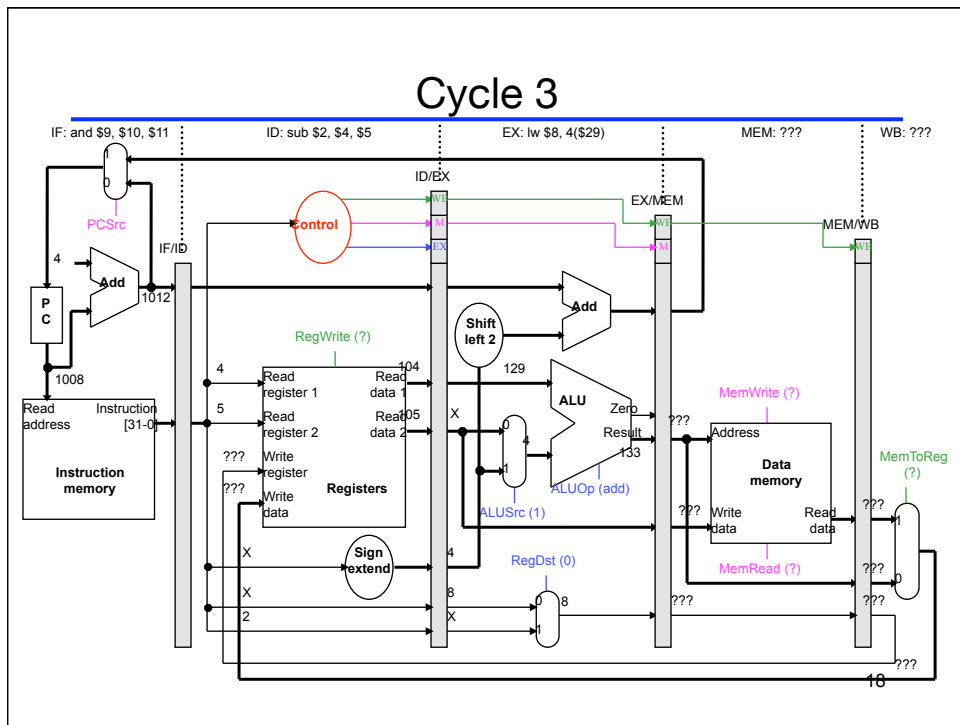 Cycle 3
IF: and $9, $10, $11
ID: sub $2, $4, $5
EX: lw $8, 4($29)
MEM: ???
WB: ???
1
0
PCSrc
4
Add
P
C
1012
1008
IF/ID
Control
ID/EX
WB
M
EX
EX/MEM
WB
M
MEM/WB
WB
Read
address
Instruction
[31-0]
Instruction
memory
RegWrite (?)
4
5
???
???
Read
register 1
Read
register 2
Write
register
Write
data
Read
data 1
Read
data 2
Registers
104
105
X
Sign
extend
X
2
Shift
left 2
Add
129
X
0
1
4
ALU
Zero
Result
133
ALUSrc (1)
ALUOp (add)
4
8
X
RegDst (0)
0
1
8
???
???
???
MemWrite (?)
Address
Data
memory
Write
data
Read
data
MemRead (?)
MemToReg
(?)
???
???
???
1
0
???
18